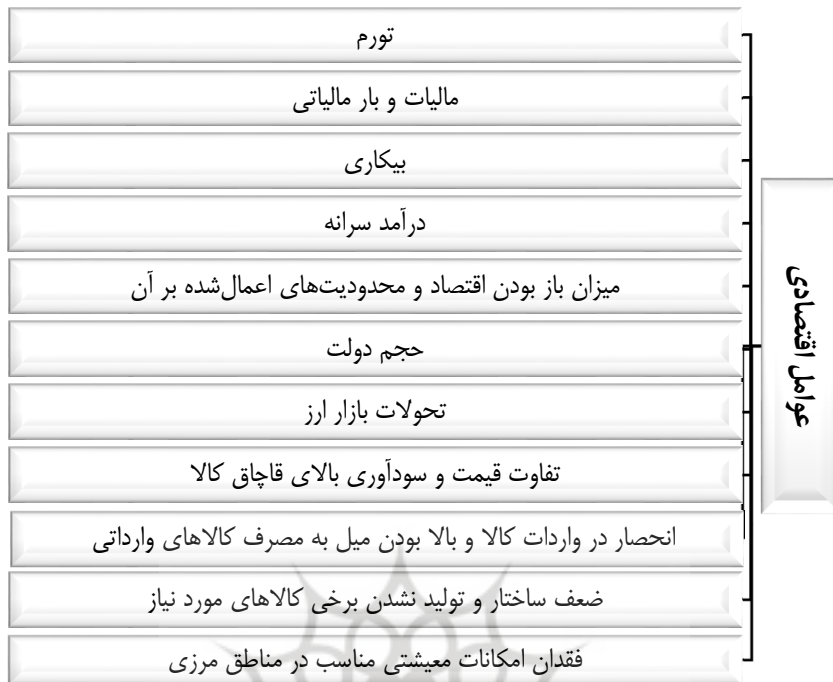 عوامل اقتصادی
تورم
مالیات و بار مالیاتی
بیکاری
درآمد سرانه
میزان باز بودن اقتصاد و محدودیت‌های اعمال‌شده بر آن
حجم دولت
تحولات بازار ارز
تفاوت قیمت و سودآوری بالای قاچاق کالا
انحصار در واردات کالا و بالا بودن میل به مصرف کالاهای وارداتی
ضعف ساختار و تولید نشدن برخی کالاهای مورد نیاز
فقدان امکانات معیشتی مناسب در مناطق مرزی